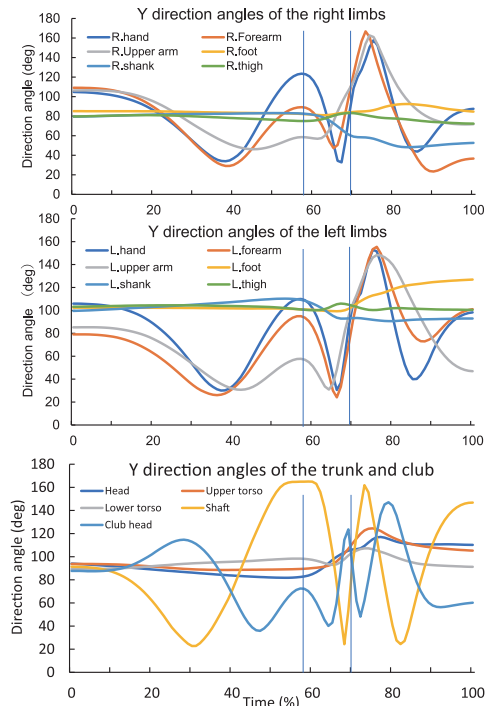 Y direction angles of the right limbs
R.hand R.Forearm
R.Upper arm R.foot
R.shank R.thigh
Direction angle (deg)
180
160
140
120
100
80
60
40
20
0
0 20 40 60 80 100
Y direction angles of the left limbs
L.hand L.forearm
L.upper arm L.foot
L.shank L.thigh
Direction angle (deg)
180
160
140
120
100
80
60
40
20
0
0 20 40 60 80 100
Y direction angles of the trunk and club
Head Upper torso
Lower torso Shaft
Club head
Direction angle (deg)
180
160
140
120
100
80
60
40
20
0
0 20 40 60 80 100
Time (%)